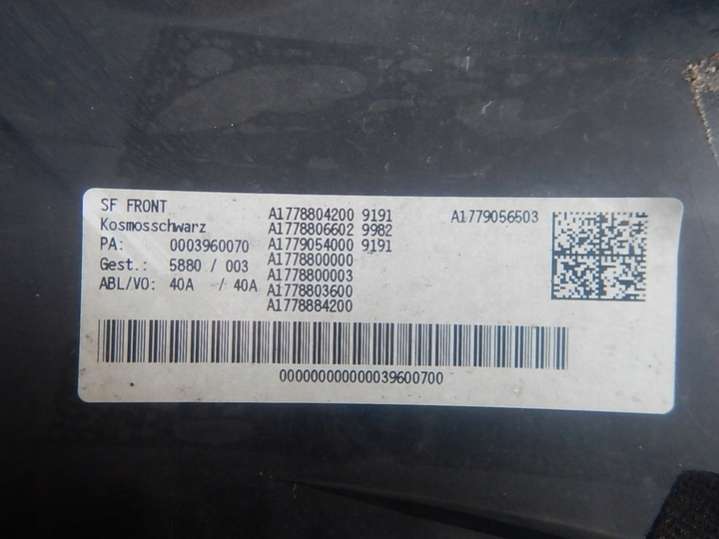 SF FRONT
Kosmosschwarz
PA: 0003960070
Gest.: 5880 / 003
ABL/VO: 40A / 40A
A1778804200 9191
A1778806602 9982
A1779054000 9191
A1778800000
A1778800003
A1778803600
A1778884200
A1779056503
000000000000039600700